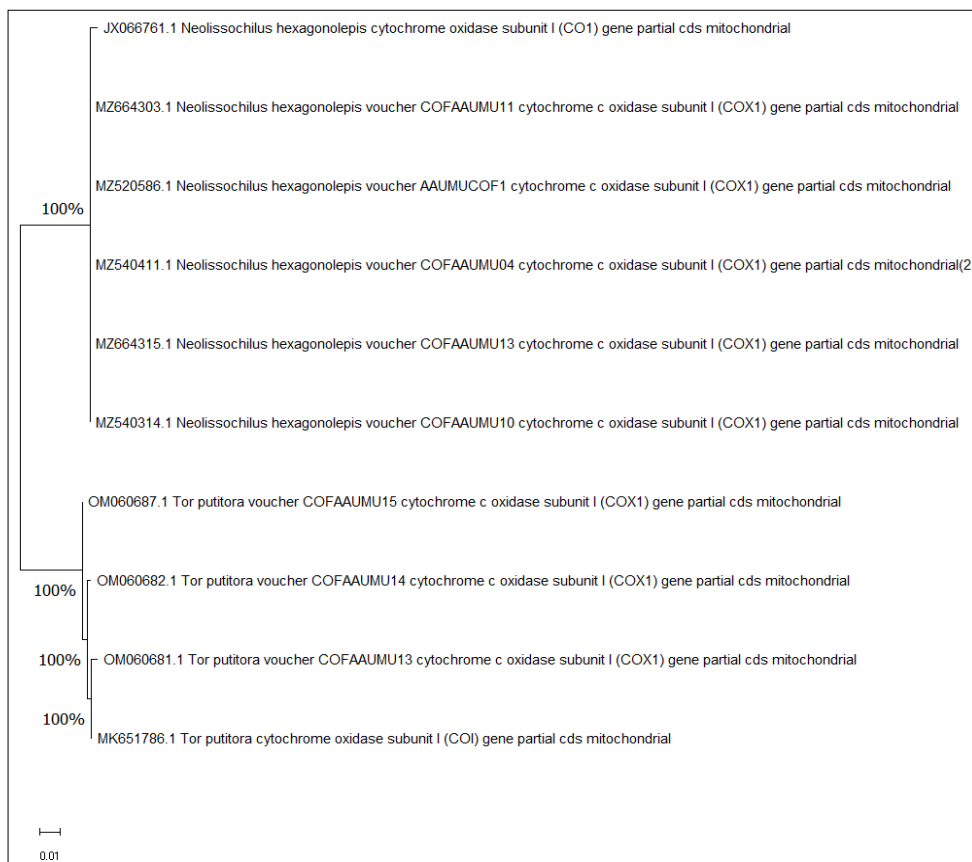 JX066761.1 Neolissochilus hexagonolepis cytochrome oxidase subunit I (CO1) gene partial cds mitochondrial
MZ664303.1 Neolissochilus hexagonolepis voucher COFAAUMU11 cytochrome c oxidase subunit I (COX1) gene partial cds mitochondrial
MZ520586.1 Neolissochilus hexagonolepis voucher AAUMUCOF1 cytochrome c oxidase subunit I (COX1) gene partial cds mitochondrial
100%
MZ540411.1 Neolissochilus hexagonolepis voucher COFAAUMU04 cytochrome c oxidase subunit I (COX1) gene partial cds mitochondrial(2
MZ664315.1 Neolissochilus hexagonolepis voucher COFAAUMU13 cytochrome c oxidase subunit I (COX1) gene partial cds mitochondrial
MZ540314.1 Neolissochilus hexagonolepis voucher COFAAUMU10 cytochrome c oxidase subunit I (COX1) gene partial cds mitochondrial
OM060687.1 Tor putitora voucher COFAAUMU15 cytochrome c oxidase subunit I (COX1) gene partial cds mitochondrial
OM060682.1 Tor putitora voucher COFAAUMU14 cytochrome c oxidase subunit I (COX1) gene partial cds mitochondrial
100%
OM060681.1 Tor putitora voucher COFAAUMU13 cytochrome c oxidase subunit I (COX1) gene partial cds mitochondrial
100%
100%
MK651786.1 Tor putitora cytochrome oxidase subunit I (COI) gene partial cds mitochondrial
0.01